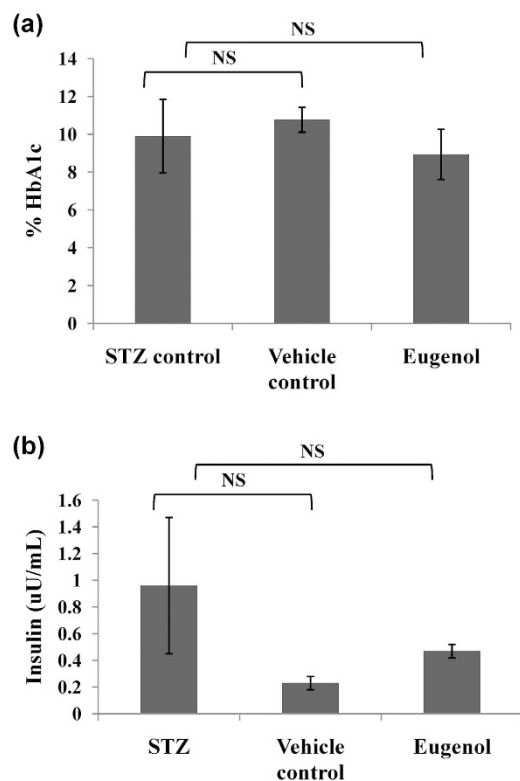 (a)
NS
NS
% HbA1c
14
12
10
8
6
4
2
0
STZ control
Vehicle
control
Eugenol
(b)
NS
NS
Insulin (uU/mL)
1.6
1.4
1.2
1
0.8
0.6
0.4
0.2
0
STZ
Vehicle
control
Eugenol